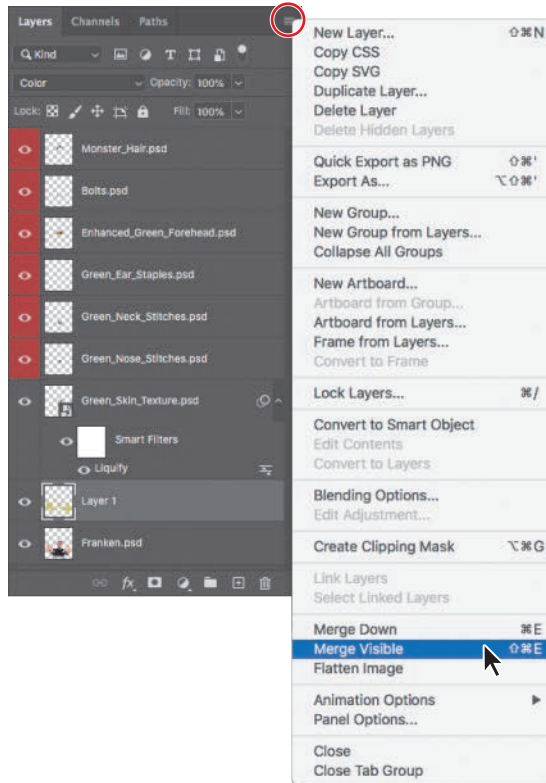 Layers Channels Paths
Kind
Color Opacity: 100%
Lock: Fill: 100%
Monster_Hair.psd
Bolts.psd
Enhanced_Green_Forehead.psd
Green_Ear_Staples.psd
Green_Neck_Stitches.psd
Green_Nose_Stitches.psd
Green_Skin_Texture.psd
Smart Filters
Liquify
Layer 1
Franken.psd
fx
New Layer... ⇧⌘N
Copy CSS
Copy SVG
Duplicate Layer...
Delete Layer
Delete Hidden Layers
Quick Export as PNG ⇧⌘'
Export As... ⌥⇧⌘'
New Group...
New Group from Layers...
Collapse All Groups
New Artboard...
Artboard from Group...
Artboard from Layers...
Frame from Layers...
Convert to Frame
Lock Layers... ⌘/
Convert to Smart Object
Edit Contents
Convert to Layers
Blending Options...
Edit Adjustment...
Create Clipping Mask ⌥⌘G
Link Layers
Select Linked Layers
Merge Down ⌘E
Merge Visible ⇧⌘E
Flatten Image
Animation Options
Panel Options...
Close
Close Tab Group